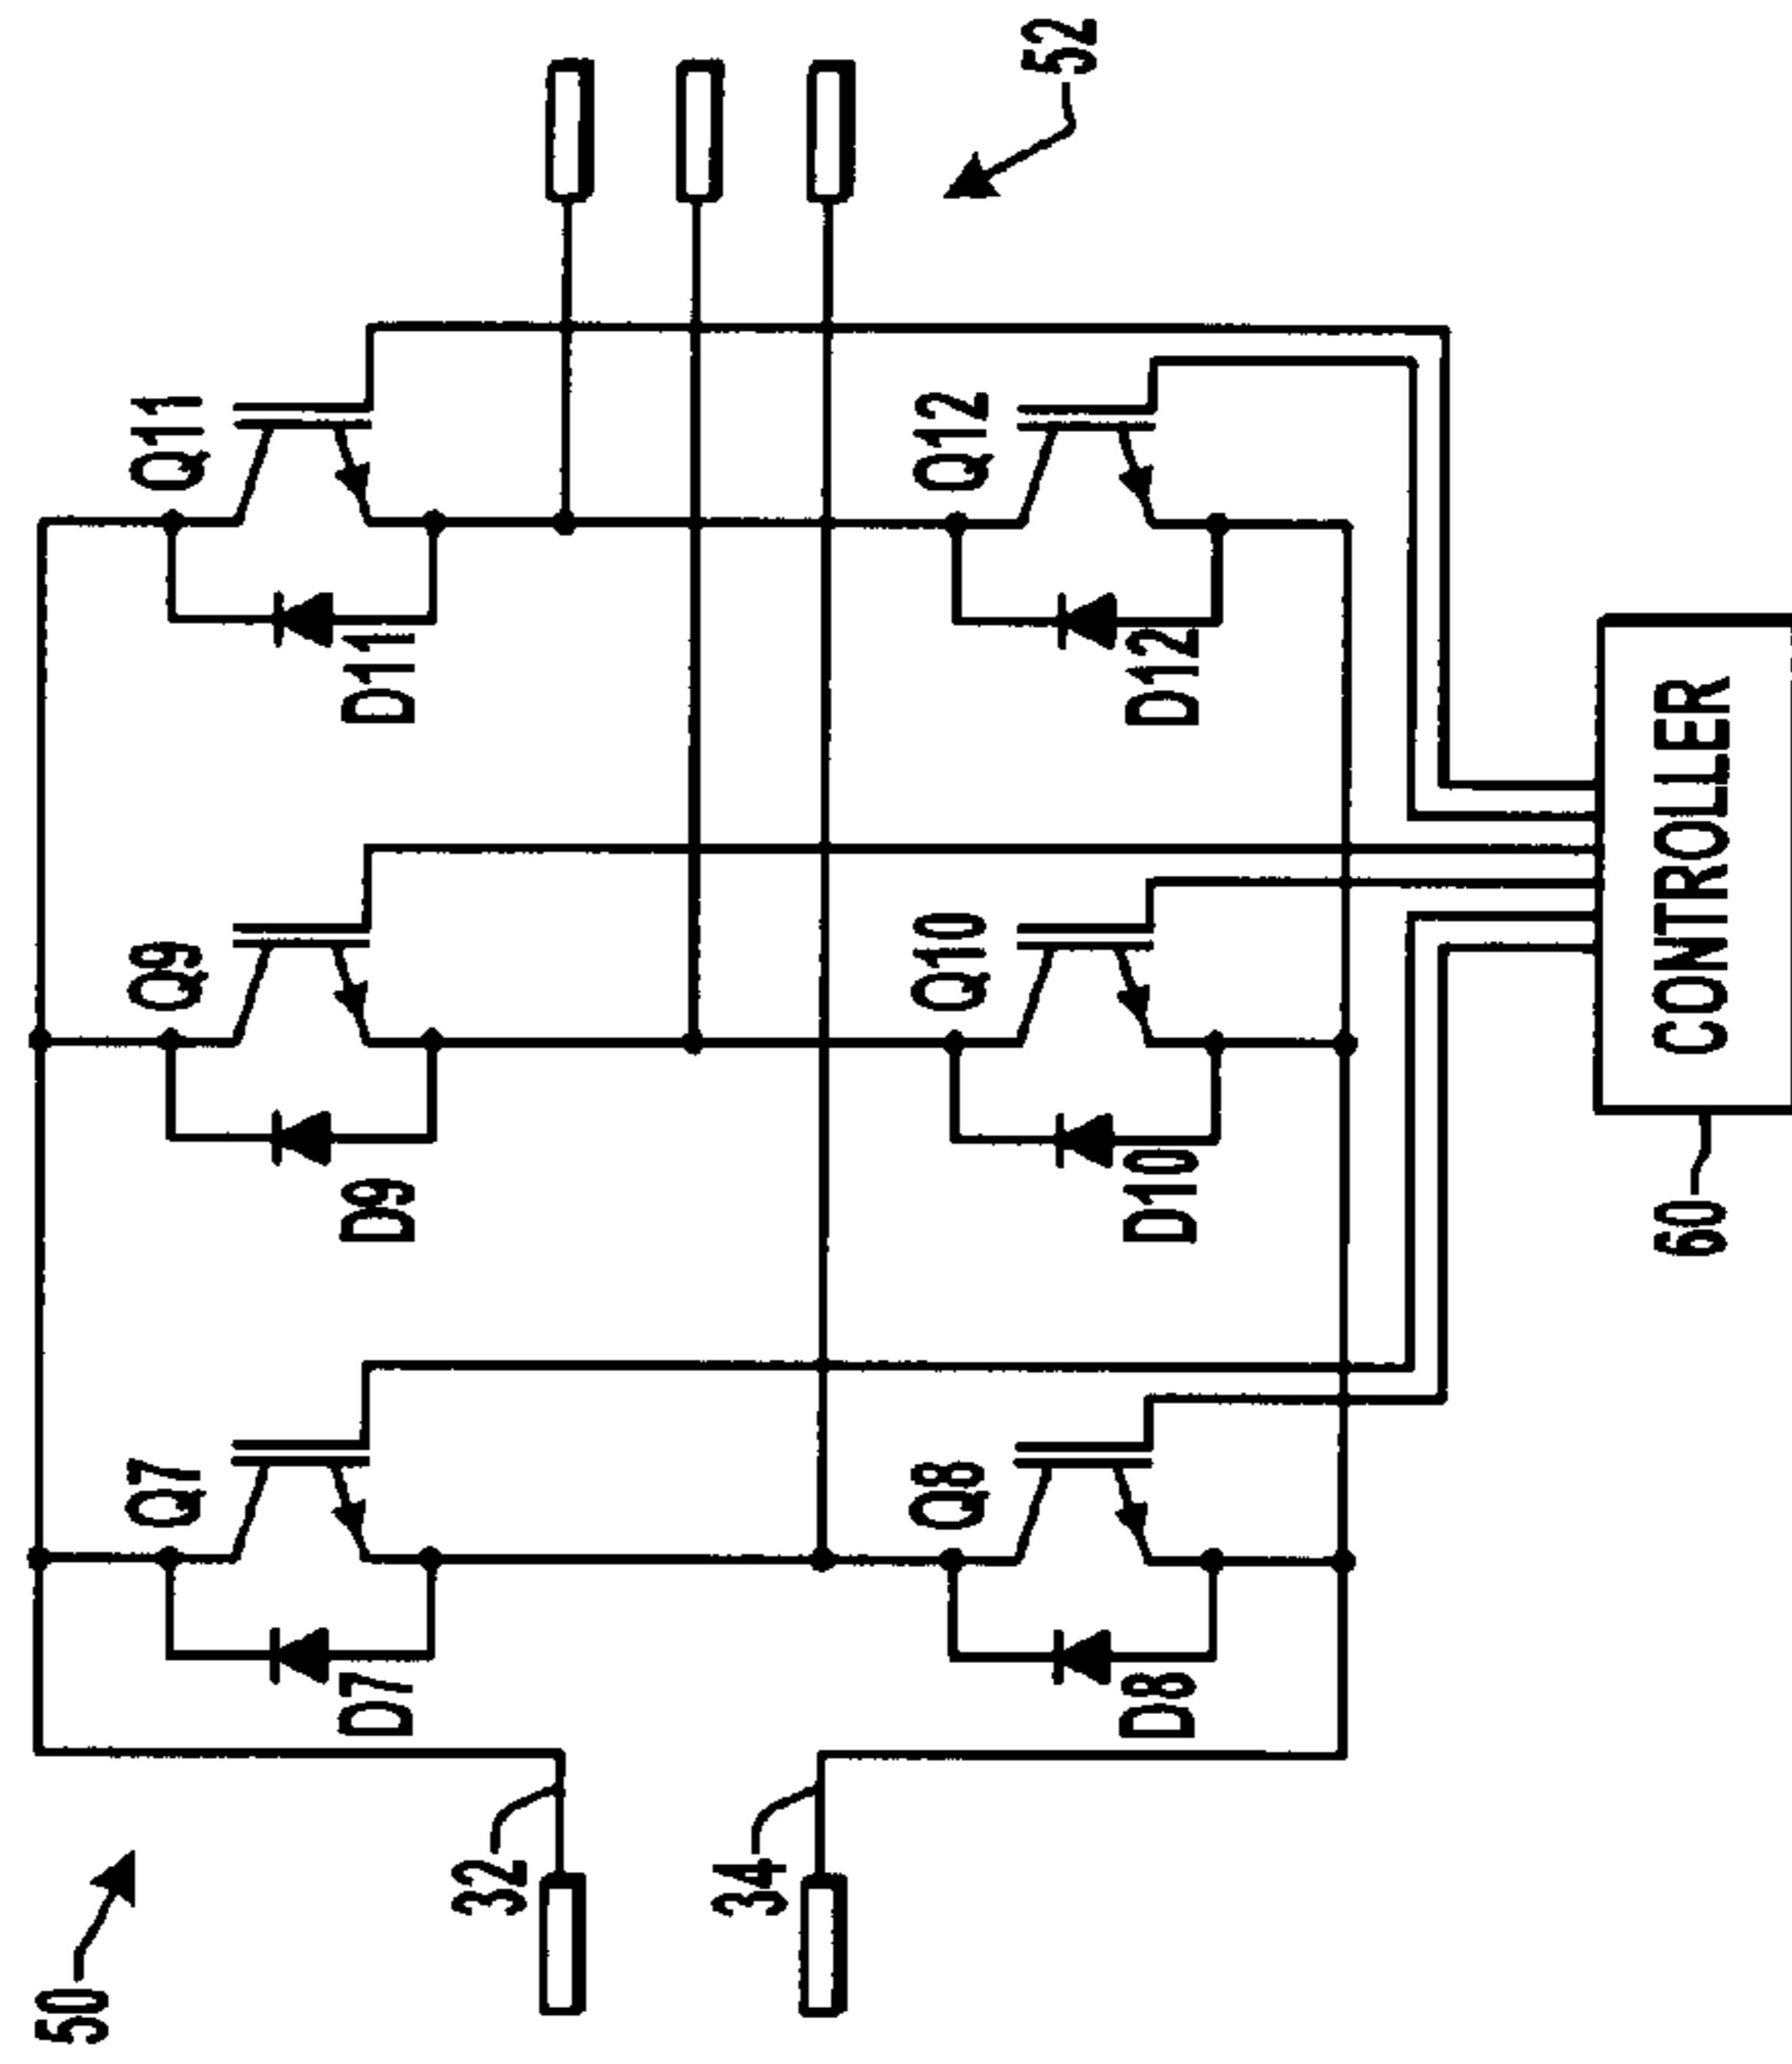 52
Q11
Q12
D11
D12
Q9
Q10
D9
D10
Q7
Q8
D7
D8
32
34
50
CONTROLLER
60